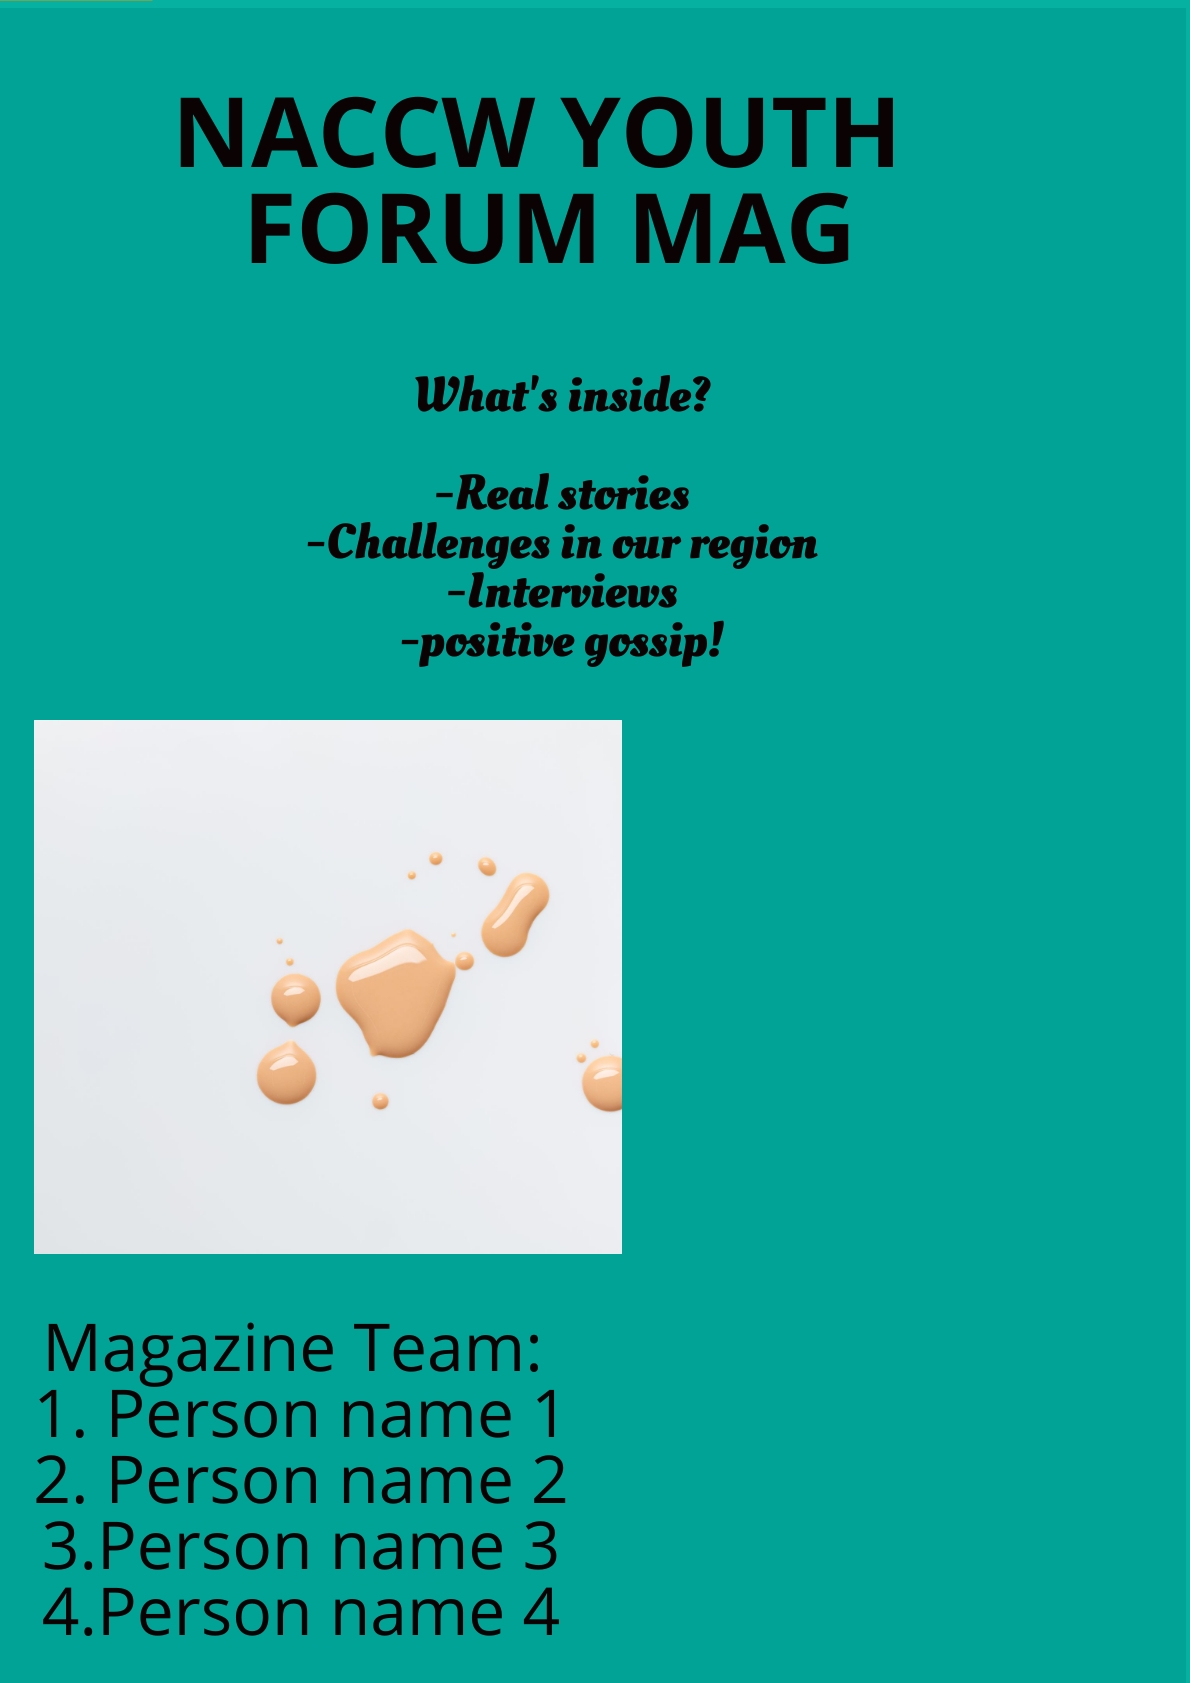 NACCW YOUTH
FORUM MAG
What's inside?
-Real stories
-Challenges in our region
-Interviews
-positive gossip!
Magazine Team:
1. Person name 1
2. Person name 2
3.Person name 3
4.Person name 4